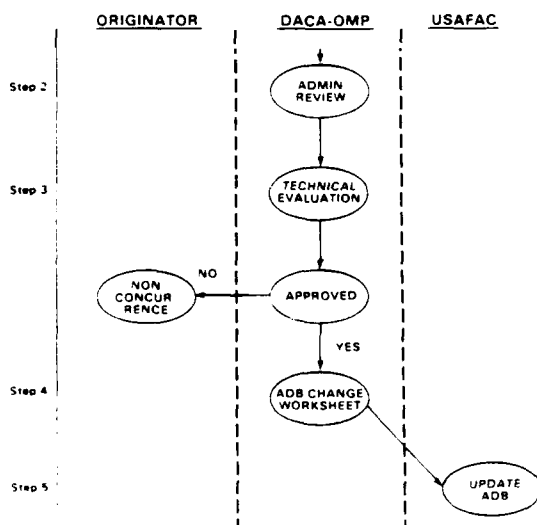 ORIGINATOR DACA-OMP USAFAC
Step 2
ADMIN
REVIEW
Step 3
TECHNICAL
EVALUATION
NO
NON
CONCUR
RENCE
APPROVED
YES
Step 4
ADB CHANGE
WORKSHEET
Step 5
UPDATE
ADB